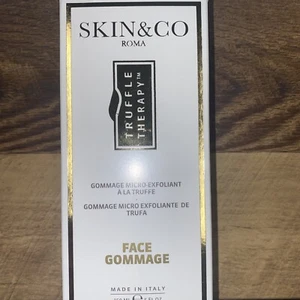 SKIN&CO
ROMA
TRUFFLE
THERAPY™
GOMMAGE MICRO-EXFOLIANT
À LA TRUFFE
GOMMAGE MICRO EXFOLIANTE DE
TRUFA
FACE
GOMMAGE
MADE IN ITALY